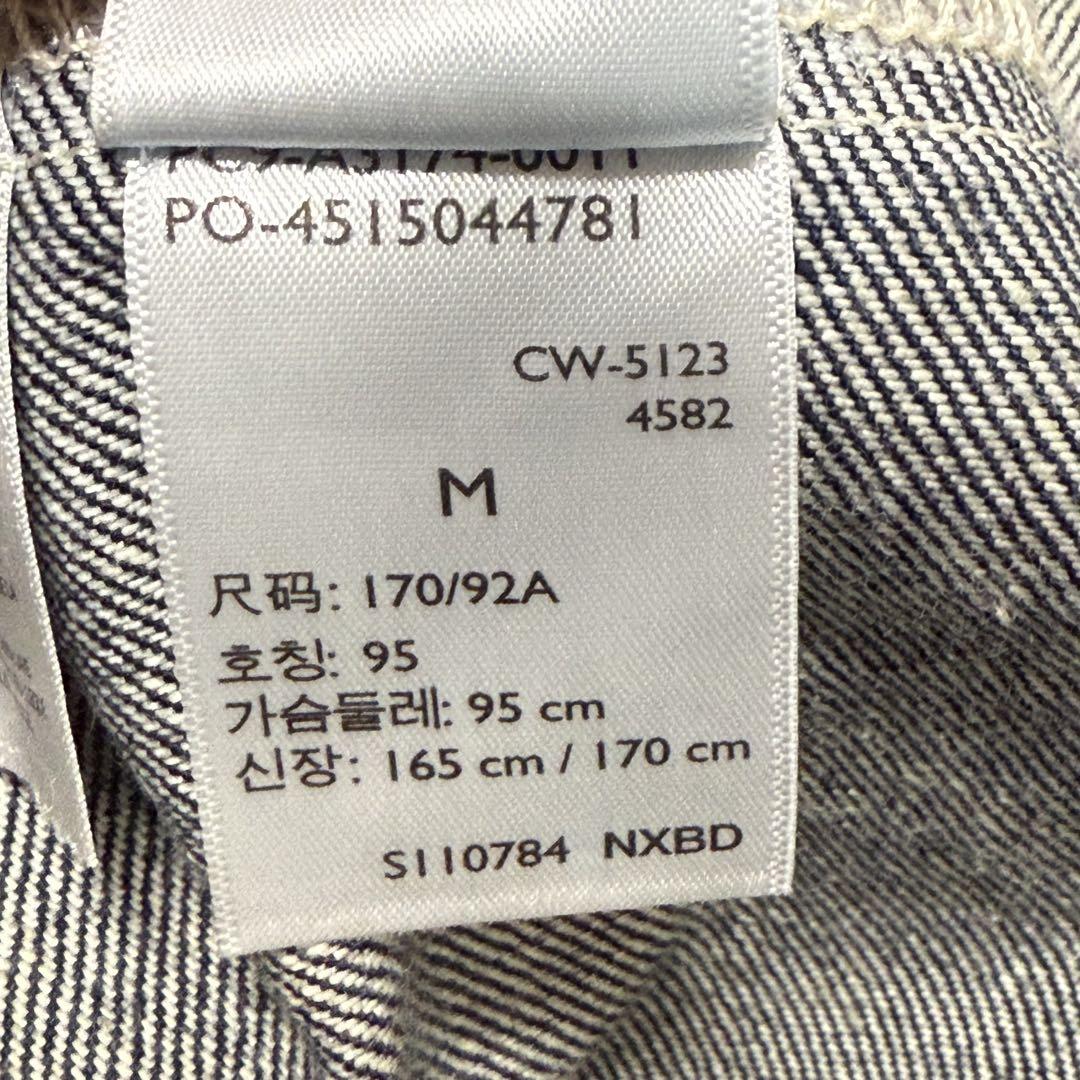 PO-4515044781
CW-5123
4582
M
尺码: 170/92A
호칭: 95
가슴둘레: 95 cm
신장: 165 cm / 170 cm
S110784 NXBD